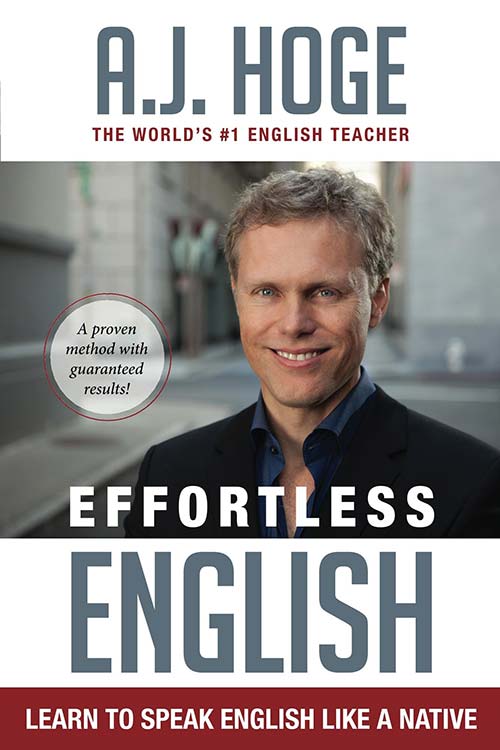 A.J. HOGE
THE WORLD'S #1 ENGLISH TEACHER
A proven
method with
guaranteed
results!
EFFORTLESS
ENGLISH
LEARN TO SPEAK ENGLISH LIKE A NATIVE